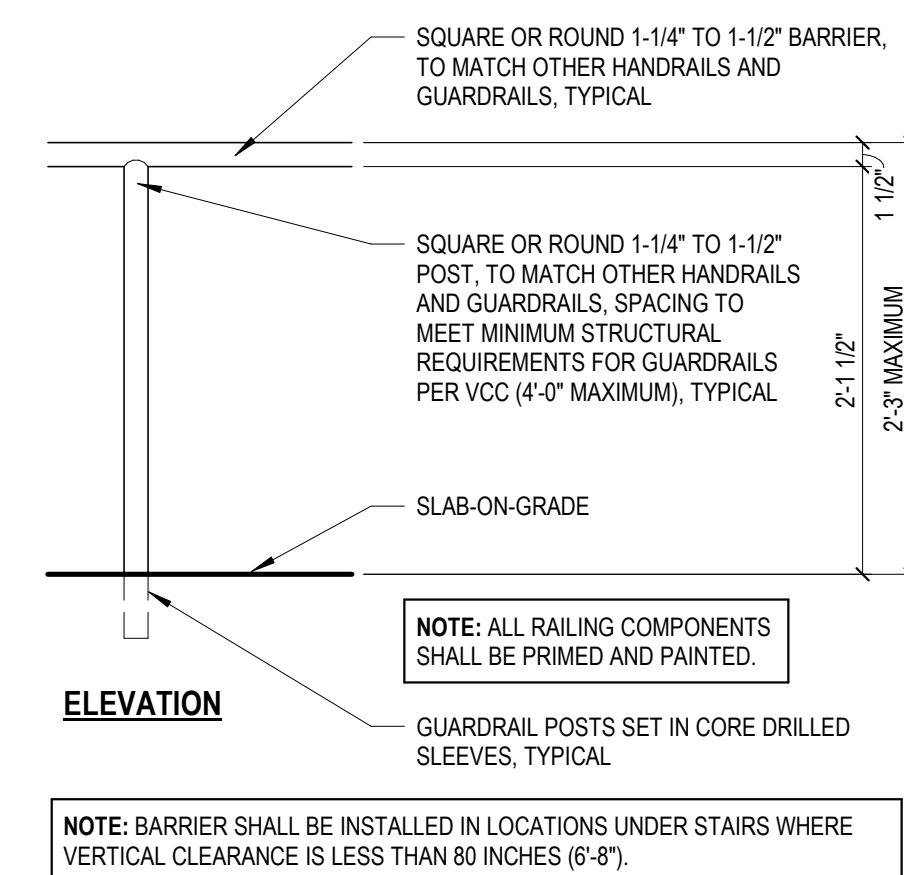 SQUARE OR ROUND 1-1/4" TO 1-1/2" BARRIER,
TO MATCH OTHER HANDRAILS AND
GUARDRAILS, TYPICAL
1 1/2"
SQUARE OR ROUND 1-1/4" TO 1-1/2"
POST, TO MATCH OTHER HANDRAILS
AND GUARDRAILS, SPACING TO
MEET MINIMUM STRUCTURAL
REQUIREMENTS FOR GUARDRAILS
PER VCC (4'-0" MAXIMUM), TYPICAL
2'-1 1/2"
2'-3" MAXIMUM
SLAB-ON-GRADE
NOTE: ALL RAILING COMPONENTS
SHALL BE PRIMED AND PAINTED.
ELEVATION
GUARDRAIL POSTS SET IN CORE DRILLED
SLEEVES, TYPICAL
NOTE: BARRIER SHALL BE INSTALLED IN LOCATIONS UNDER STAIRS WHERE
VERTICAL CLEARANCE IS LESS THAN 80 INCHES (6'-8").